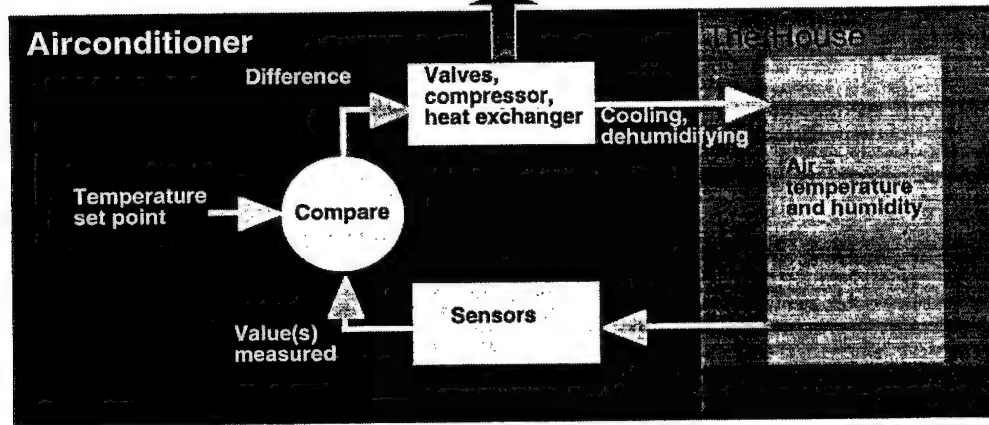 Airconditioner
The House
Difference
Valves,
compressor,
heat exchanger
Cooling,
dehumidifying
Air
temperature
and humidity
Temperature
set point
Compare
Sensors
Value(s)
measured